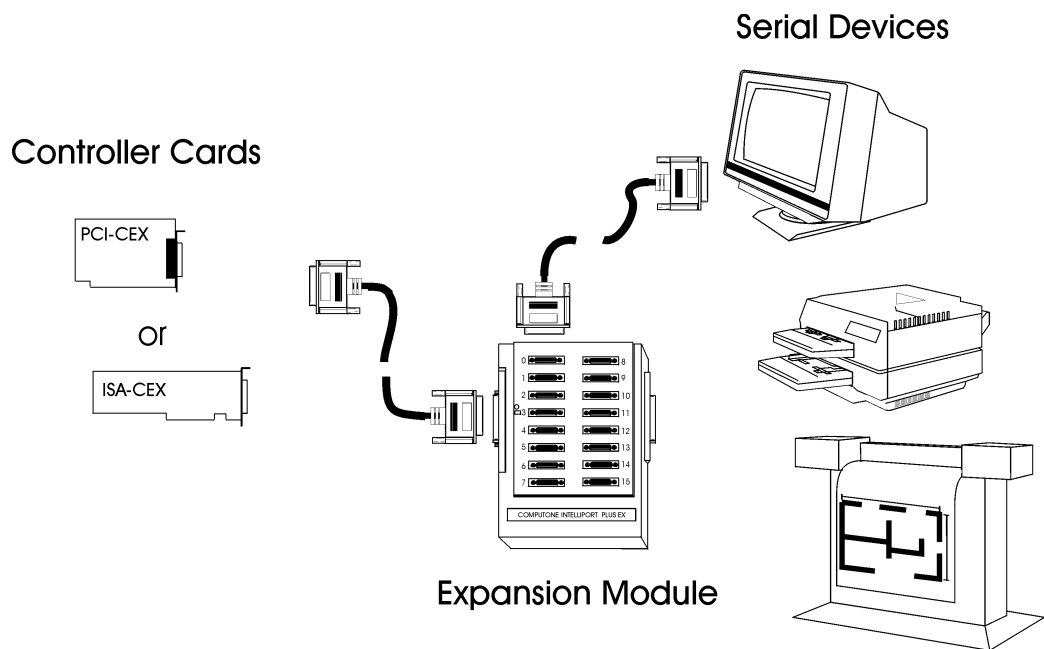 Serial Devices
Controller Cards
PCI-CEX
or
ISA-CEX
0 8
1 9
2 10
3 11
4 12
5 13
6 14
7 15
COMPUTONE INTELLIPORT PLUS EX
Expansion Module